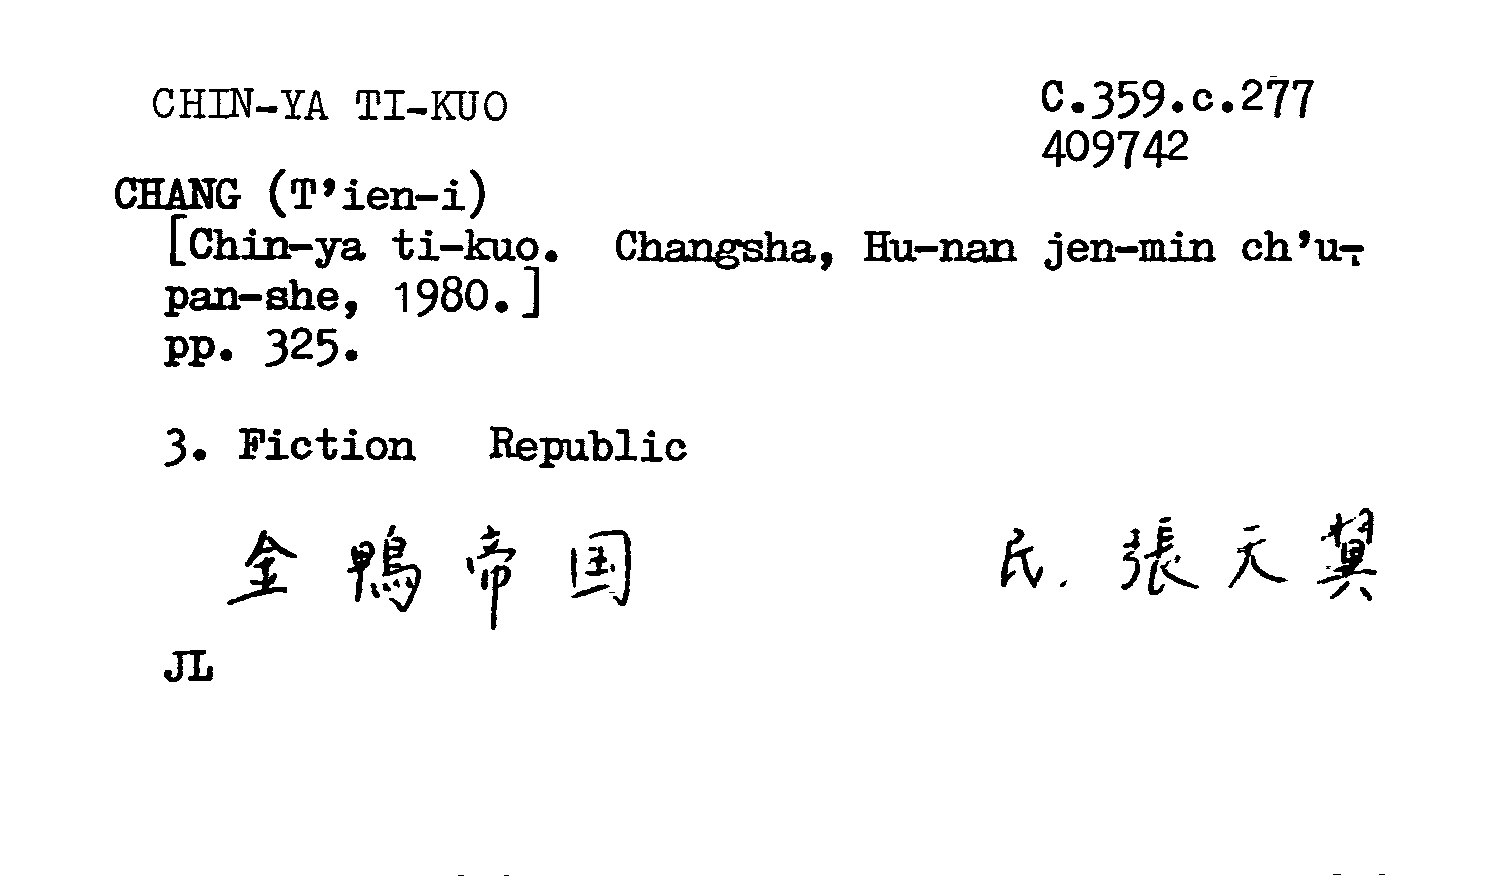 CHIN-YA TI-KUO C.359.c.277
409742
CHANG (T'ien-i)
[Chin-ya ti-kuo. Changsha, Hu-nan jen-min ch'u-
pan-she, 1980.]
pp. 325.
3. Fiction Republic
金鴨帝国 民. 張天翼
JL